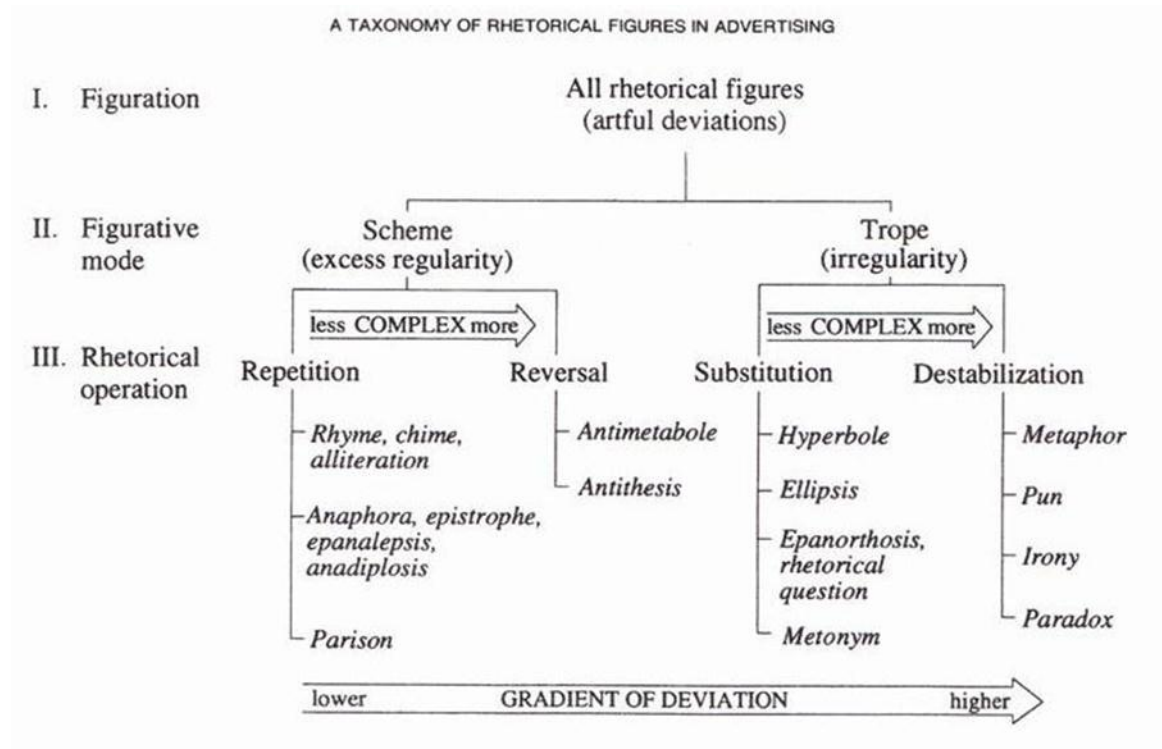 A TAXONOMY OF RHETORICAL FIGURES IN ADVERTISING
I. Figuration
All rhetorical figures
(artful deviations)
II. Figurative
mode
Scheme
(excess regularity)
Trope
(irregularity)
less COMPLEX more
less COMPLEX more
III. Rhetorical
operation
Repetition
Reversal
Substitution
Destabilization
Rhyme, chime,
alliteration
Anaphora, epistrophe,
epanalepsis,
anadiplosis
Parison
Antimetabole
Antithesis
Hyperbole
Ellipsis
Epanorthosis,
rhetorical
question
Metonym
Metaphor
Pun
Irony
Paradox
lower GRADIENT OF DEVIATION higher